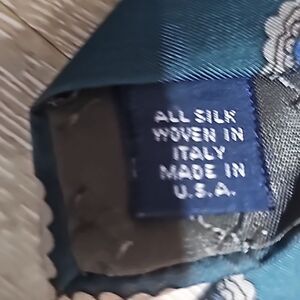 ALL SILK
WOVEN IN
ITALY
MADE IN
U.S.A.